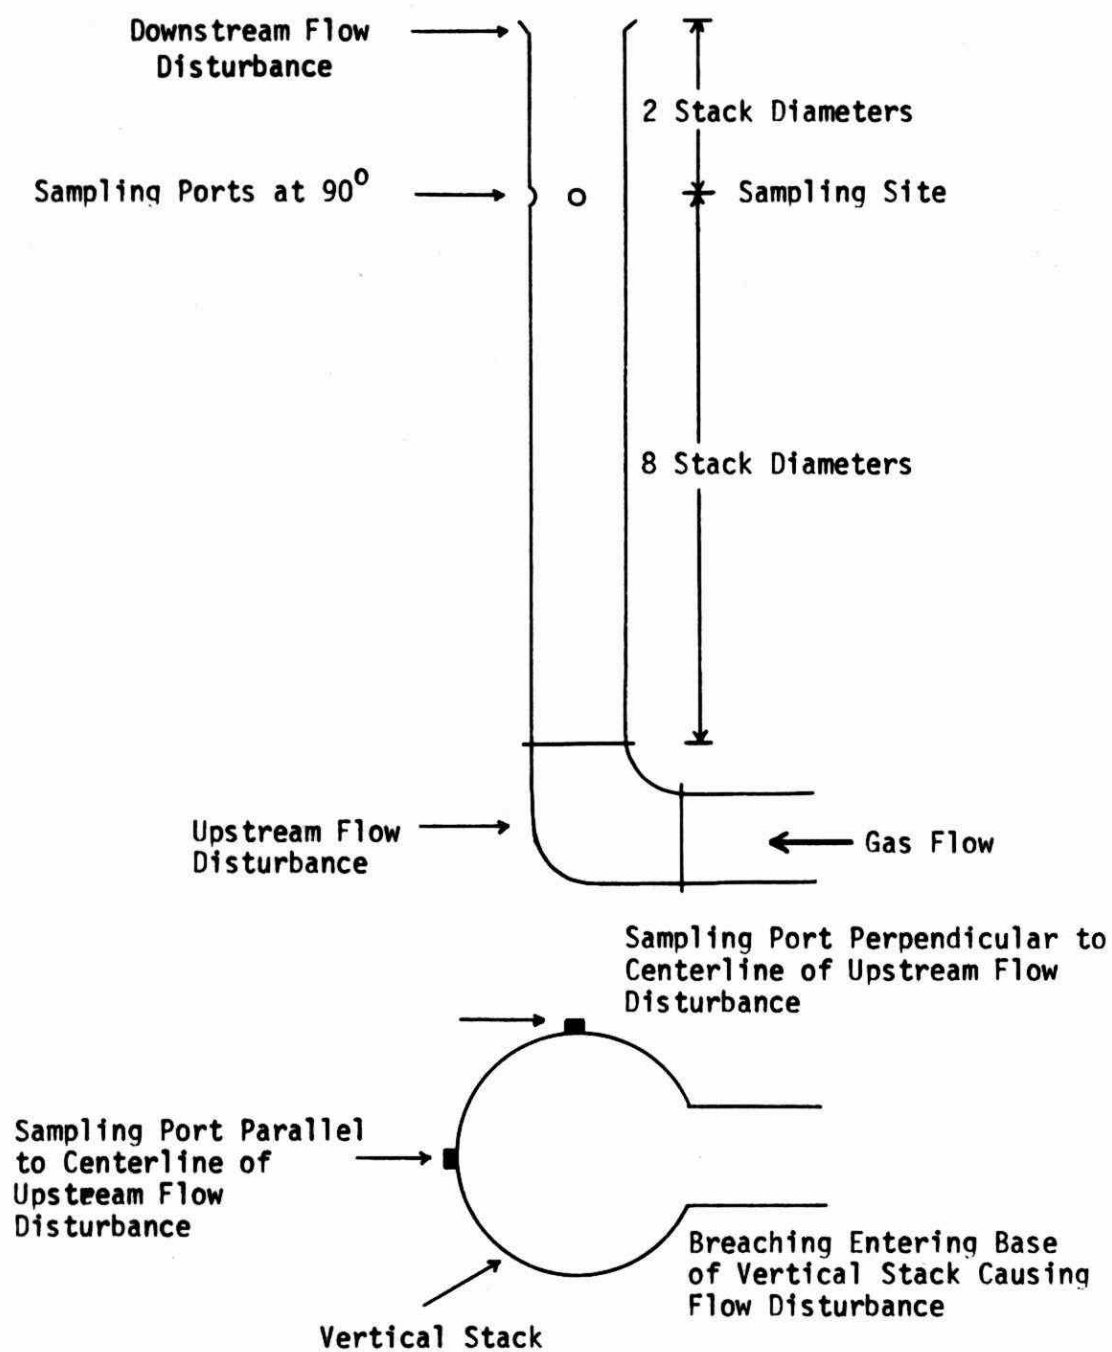 Downstream Flow
Disturbance
2 Stack Diameters
Sampling Ports at 90°
Sampling Site
8 Stack Diameters
Upstream Flow
Disturbance
Gas Flow
Sampling Port Perpendicular to
Centerline of Upstream Flow
Disturbance
Sampling Port Parallel
to Centerline of
Upstream Flow
Disturbance
Breaching Entering Base
of Vertical Stack Causing
Flow Disturbance
Vertical Stack